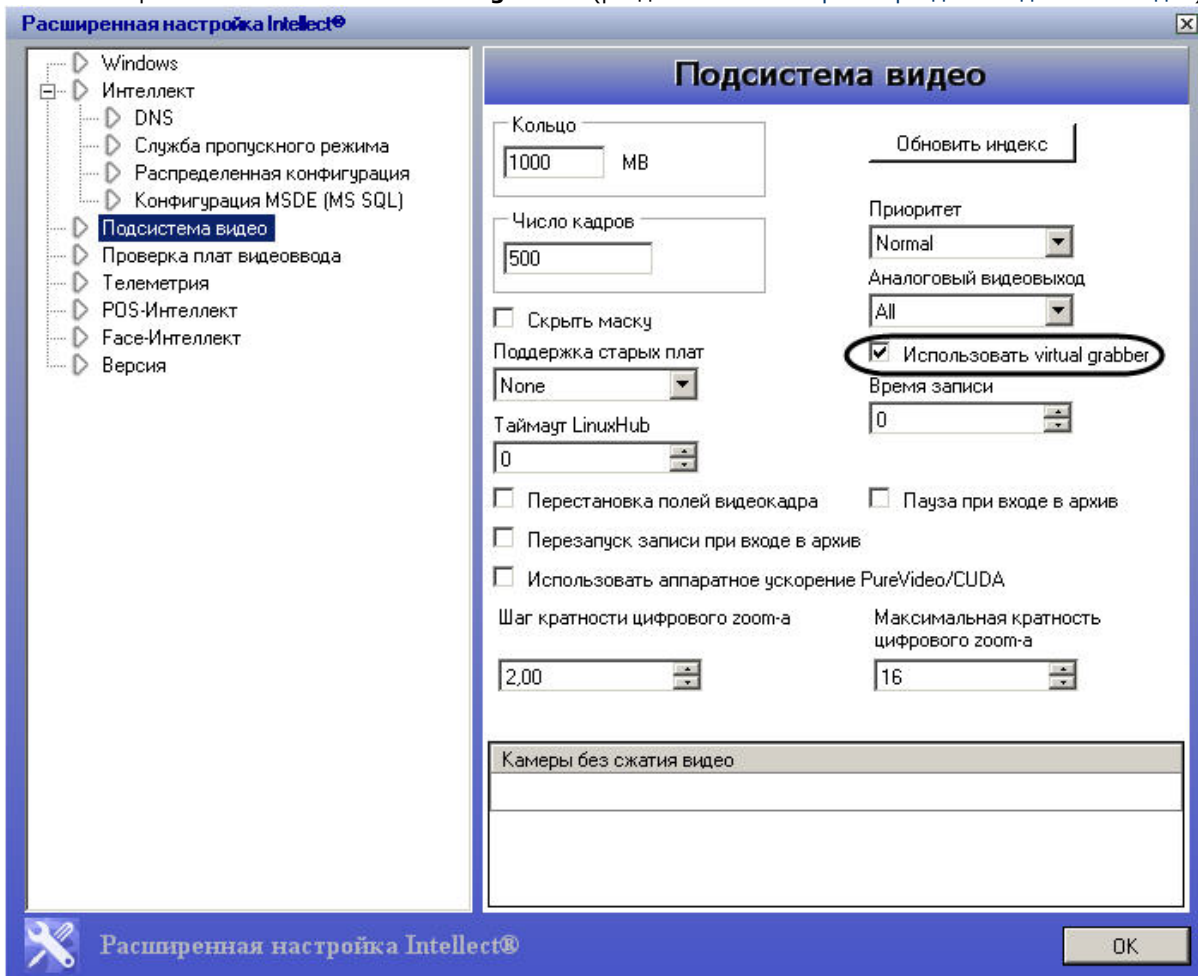 Расширенная настройка Intellect®
Windows
Интеллект
DNS
Служба пропускного режима
Распределенная конфигурация
Конфигурация MSDE (MS SQL)
Подсистема видео
Проверка плат видеоввода
Телеметрия
POS-Интеллект
Face-Интеллект
Версия
Подсистема видео
Кольцо
1000 MB
Обновить индекс
Число кадров
500
Приоритет
Normal
Аналоговый видеовыход
All
Скрыть маску
Использовать virtual grabber
Поддержка старых плат
None
Время записи
0
Таймаут LinuxHub
0
Перестановка полей видеокадра
Пауза при входе в архив
Перезапуск записи при входе в архив
Использовать аппаратное ускорение PureVideo/CUDA
Шаг кратности цифрового zoom-а
2,00
Максимальная кратность
цифрового zoom-а
16
Камеры без сжатия видео
Расширенная настройка Intellect®
OK